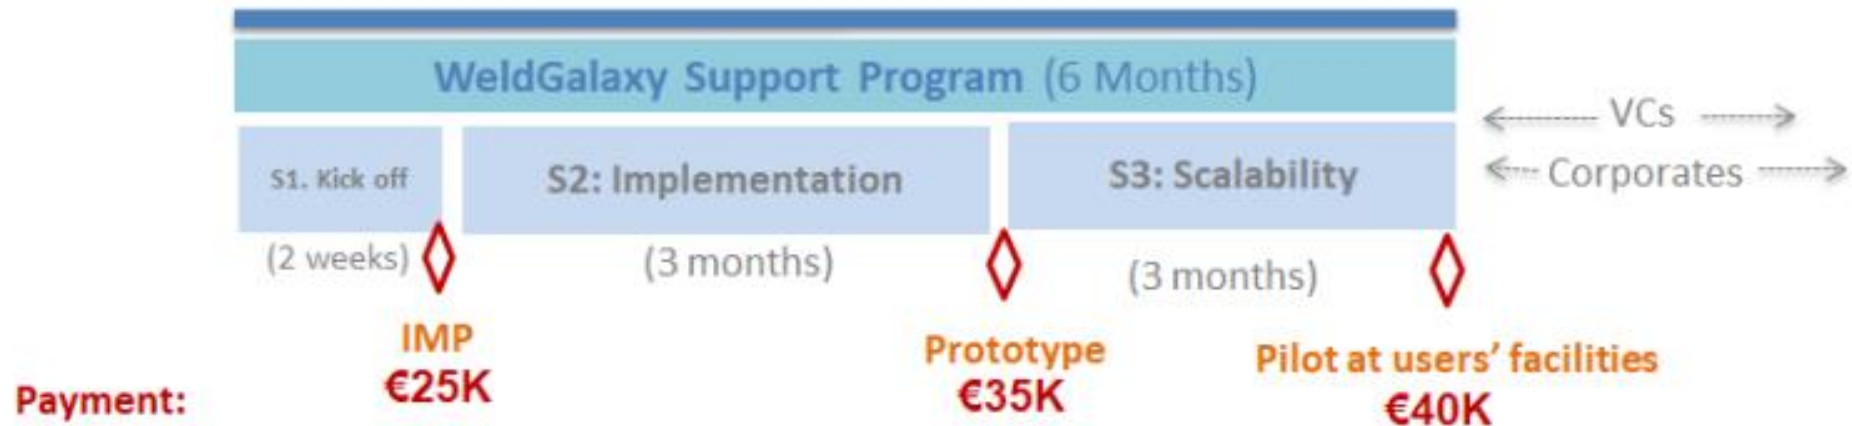 WeldGalaxy Support Program (6 Months)
VCs
S1. Kick off
S2: Implementation
S3: Scalability
Corporates
(2 weeks)
(3 months)
(3 months)
IMP
Prototype
Pilot at users’ facilities
Payment:
€25K
€35K
€40K